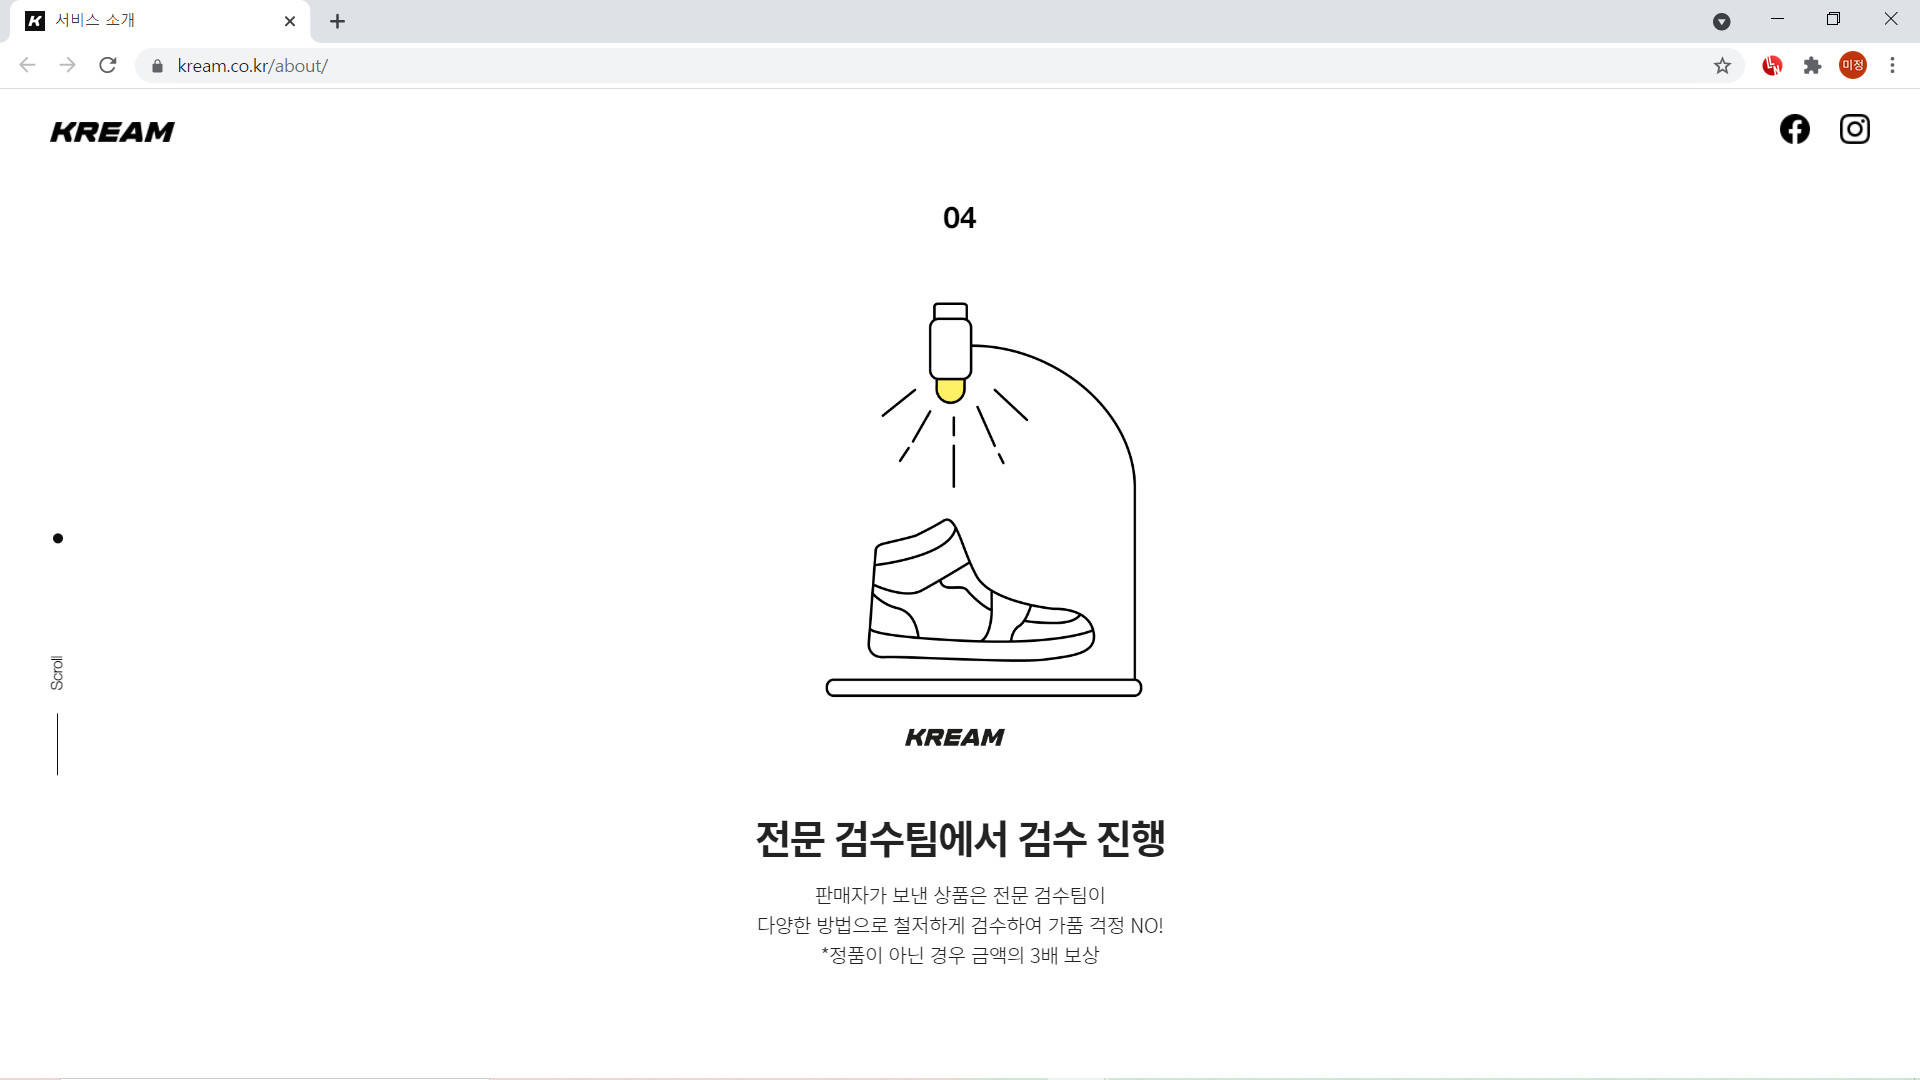 서비스 소개
kream.co.kr/about/
미정
KREAM
04
Scroll
KREAM
전문 검수팀에서 검수 진행
판매자가 보낸 상품은 전문 검수팀이
다양한 방법으로 철저하게 검수하여 가품 걱정 NO!
*정품이 아닌 경우 금액의 3배 보상